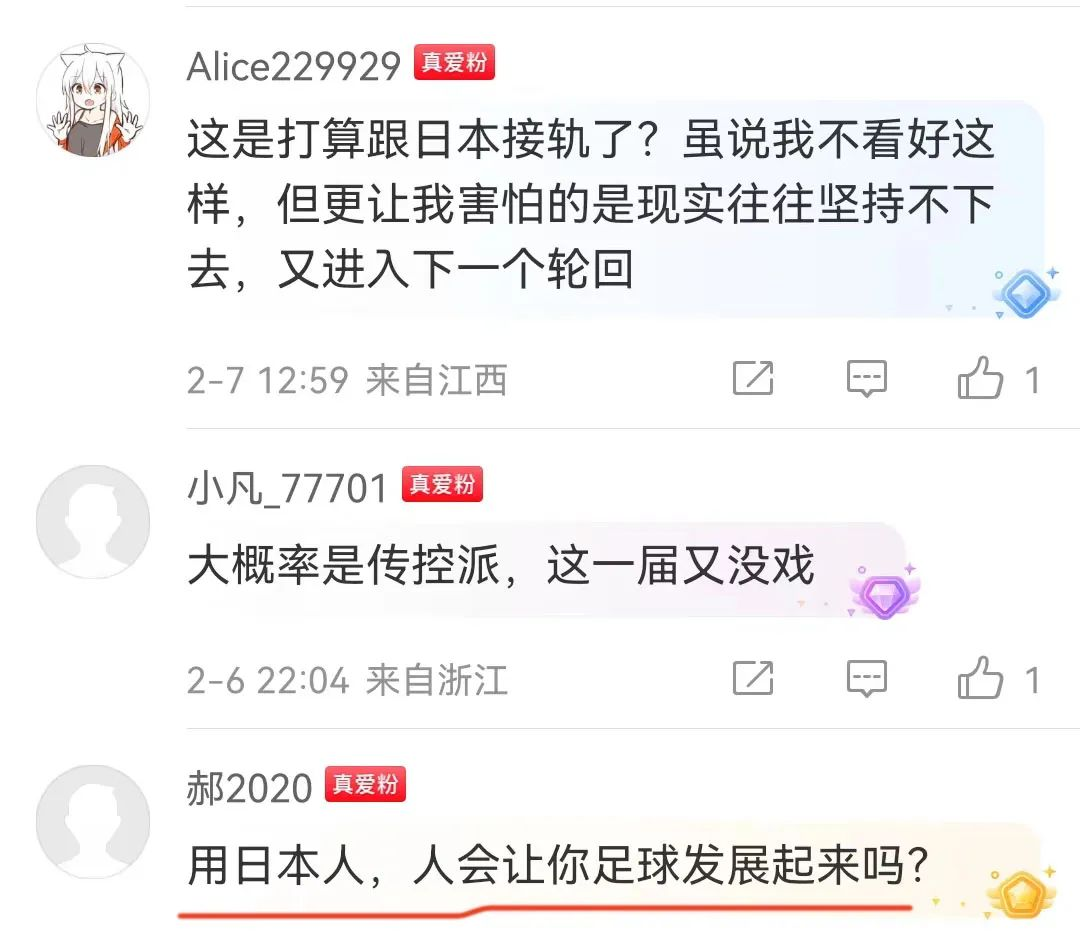 Alice229929 真爱粉
这是打算跟日本接轨了？虽说我不看好这
样，但更让我害怕的是现实往往坚持不下
去，又进入下一个轮回
2-7 12:59 来自江西 1
小凡_77701 真爱粉
大概率是传控派，这一届又没戏
2-6 22:04 来自浙江 1
郝2020 真爱粉
用日本人，人会让你足球发展起来吗？